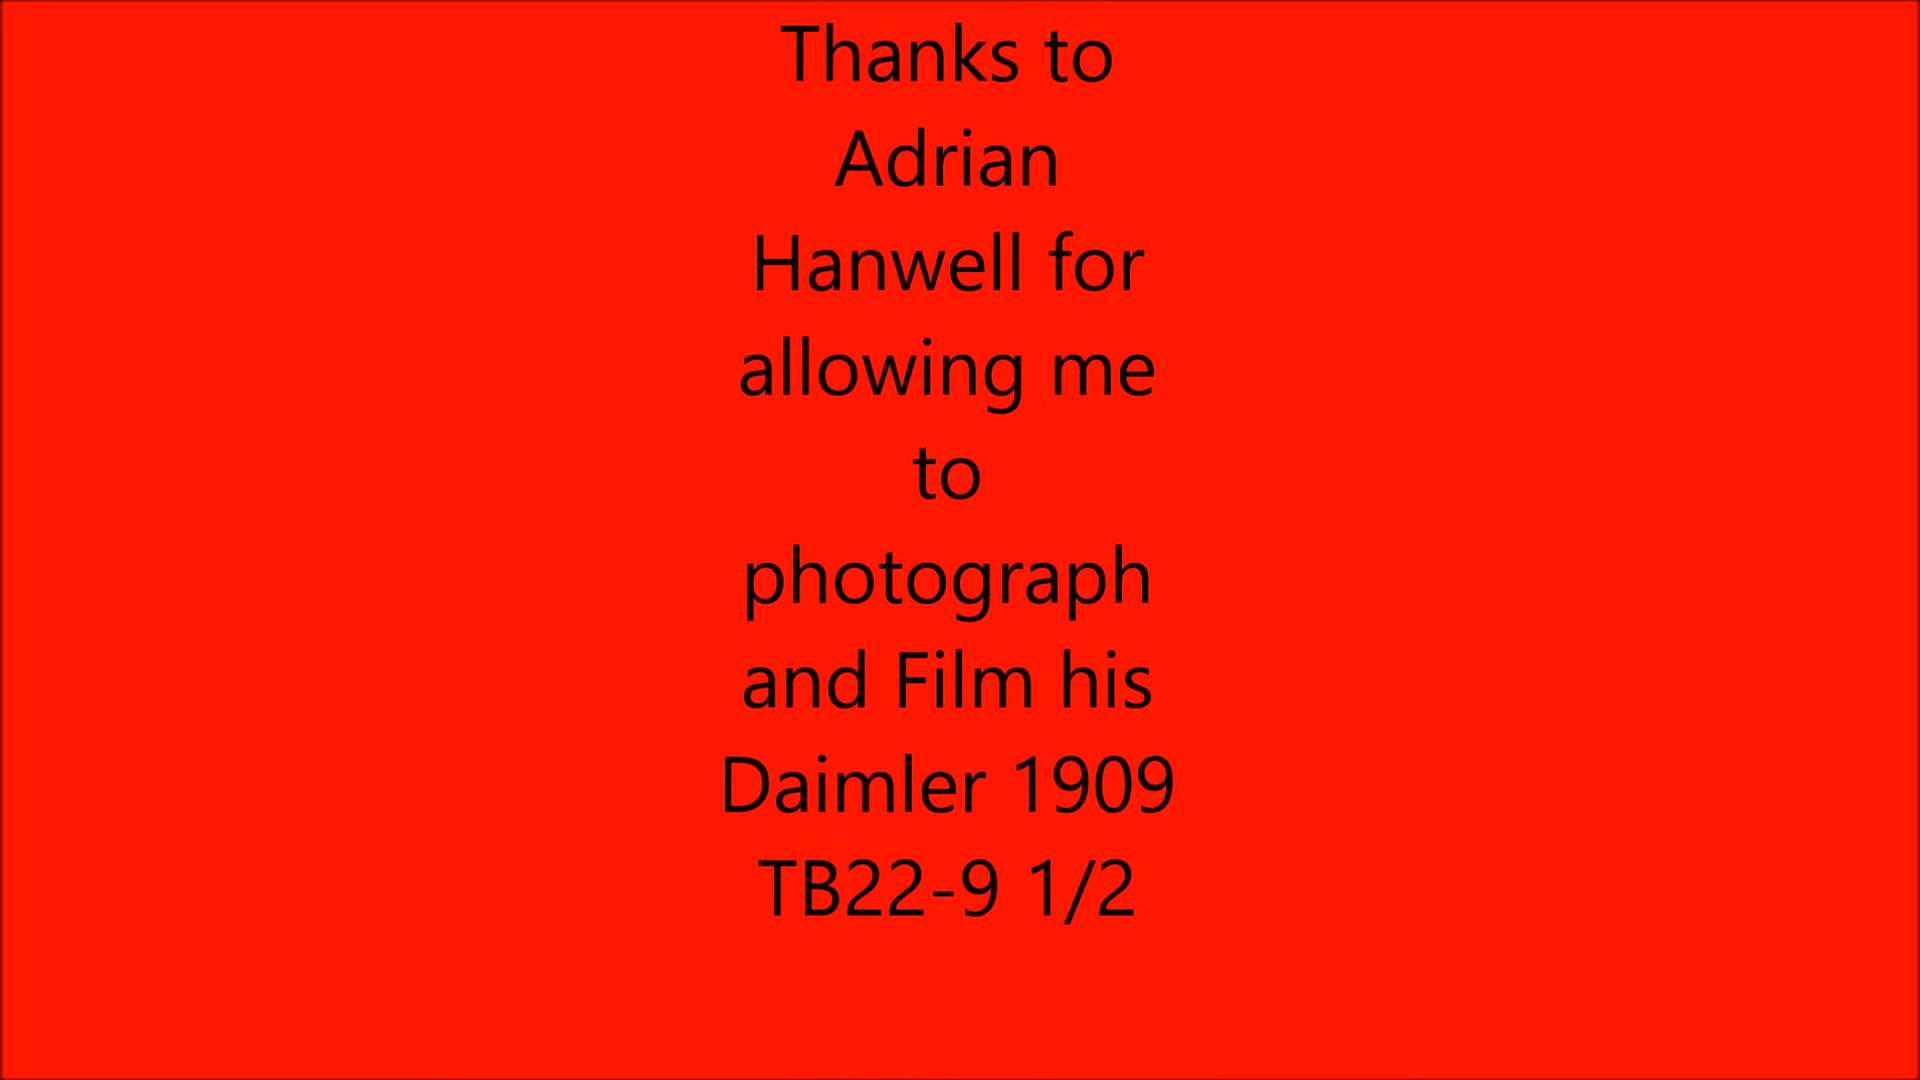 Thanks to
Adrian
Hanwell for
allowing me
to
photograph
and Film his
Daimler 1909
TB22-9 1/2